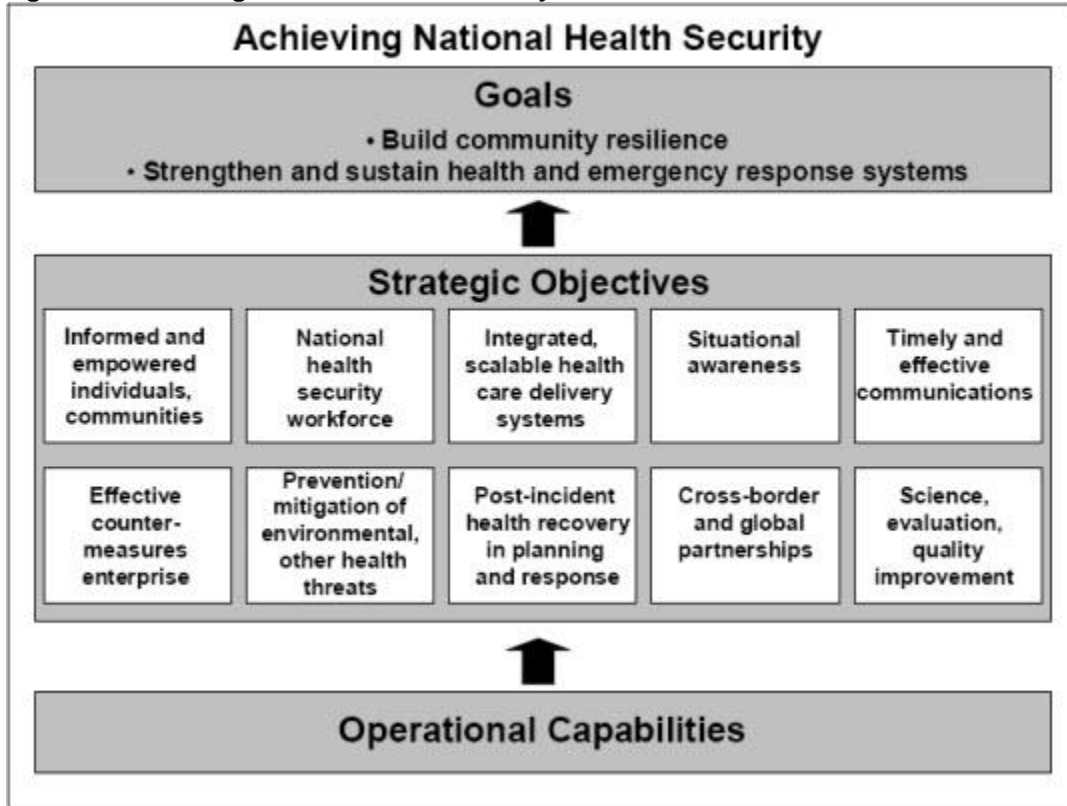 Achieving National Health Security
Goals
• Build community resilience
• Strengthen and sustain health and emergency response systems
Strategic Objectives
Informed and
empowered
individuals,
communities
National
health
security
workforce
Integrated,
scalable health
care delivery
systems
Situational
awareness
Timely and
effective
communications
Effective
counter-
measures
enterprise
Prevention/
mitigation of
environmental,
other health
threats
Post-incident
health recovery
in planning
and response
Cross-border
and global
partnerships
Science,
evaluation,
quality
improvement
Operational Capabilities